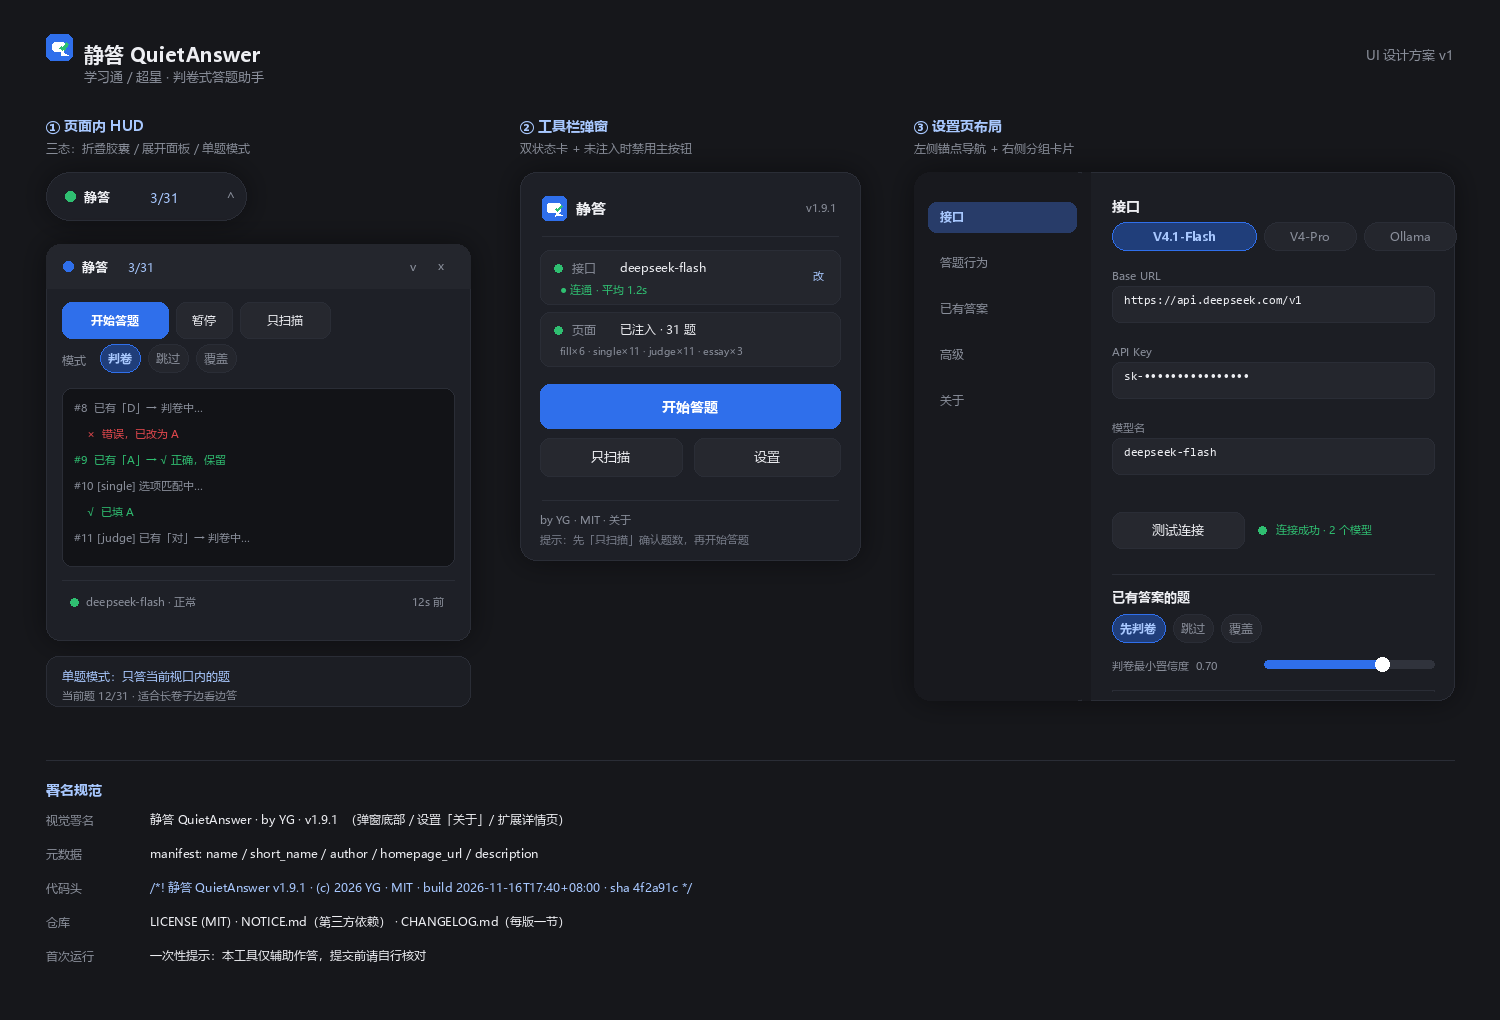 静答 QuietAnswer
学习通 / 超星 · 判卷式答题助手
UI 设计方案 v1
① 页面内 HUD
三态：折叠胶囊 / 展开面板 / 单题模式
静答 3/31 ^
静答 3/31 v x
开始答题 暂停 只扫描
模式 判卷 跳过 覆盖
#8 已有「D」→ 判卷中...
× 错误，已改为 A
#9 已有「A」→ √ 正确，保留
#10 [single] 选项匹配中...
√ 已填 A
#11 [judge] 已有「对」→ 判卷中...
deepseek-flash · 正常 12s 前
单题模式：只答当前视口内的题
当前题 12/31 · 适合长卷子边看边答
② 工具栏弹窗
双状态卡 + 未注入时禁用主按钮
静答 v1.9.1
接口 deepseek-flash 改
● 连通 · 平均 1.2s
页面 已注入 · 31 题
fill×6 · single×11 · judge×11 · essay×3
开始答题
只扫描 设置
by YG · MIT · 关于
提示：先「只扫描」确认题数，再开始答题
③ 设置页布局
左侧锚点导航 + 右侧分组卡片
接口
答题行为
已有答案
高级
关于
接口
V4.1-Flash V4-Pro Ollama
Base URL
https://api.deepseek.com/v1
API Key
sk-••••••••••••••••
模型名
deepseek-flash
测试连接 连接成功 · 2 个模型
已有答案的题
先判卷 跳过 覆盖
判卷最小置信度 0.70
署名规范
视觉署名 静答 QuietAnswer · by YG · v1.9.1 （弹窗底部 / 设置「关于」/ 扩展详情页）
元数据 manifest: name / short_name / author / homepage_url / description
代码头 /*! 静答 QuietAnswer v1.9.1 · (c) 2026 YG · MIT · build 2026-11-16T17:40+08:00 · sha 4f2a91c */
仓库 LICENSE (MIT) · NOTICE.md（第三方依赖） · CHANGELOG.md（每版一节）
首次运行 一次性提示：本工具仅辅助作答，提交前请自行核对